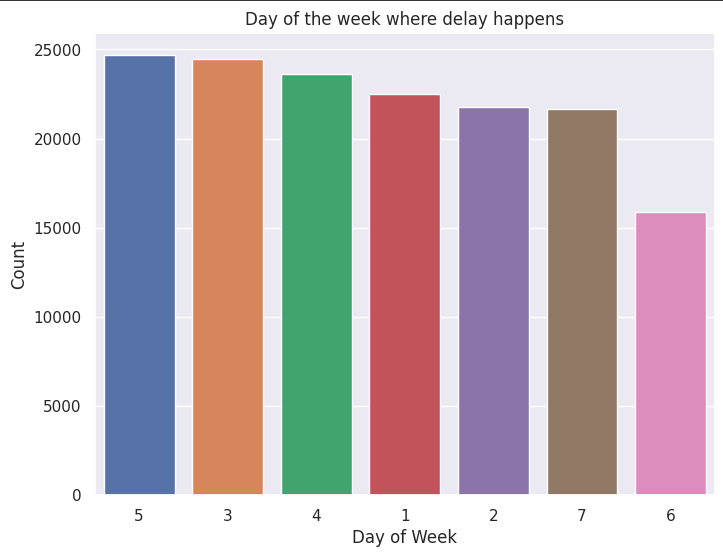 Day of the week where delay happens
25000
20000
15000
10000
5000
0
Count
5 3 4 1 2 7 6
Day of Week